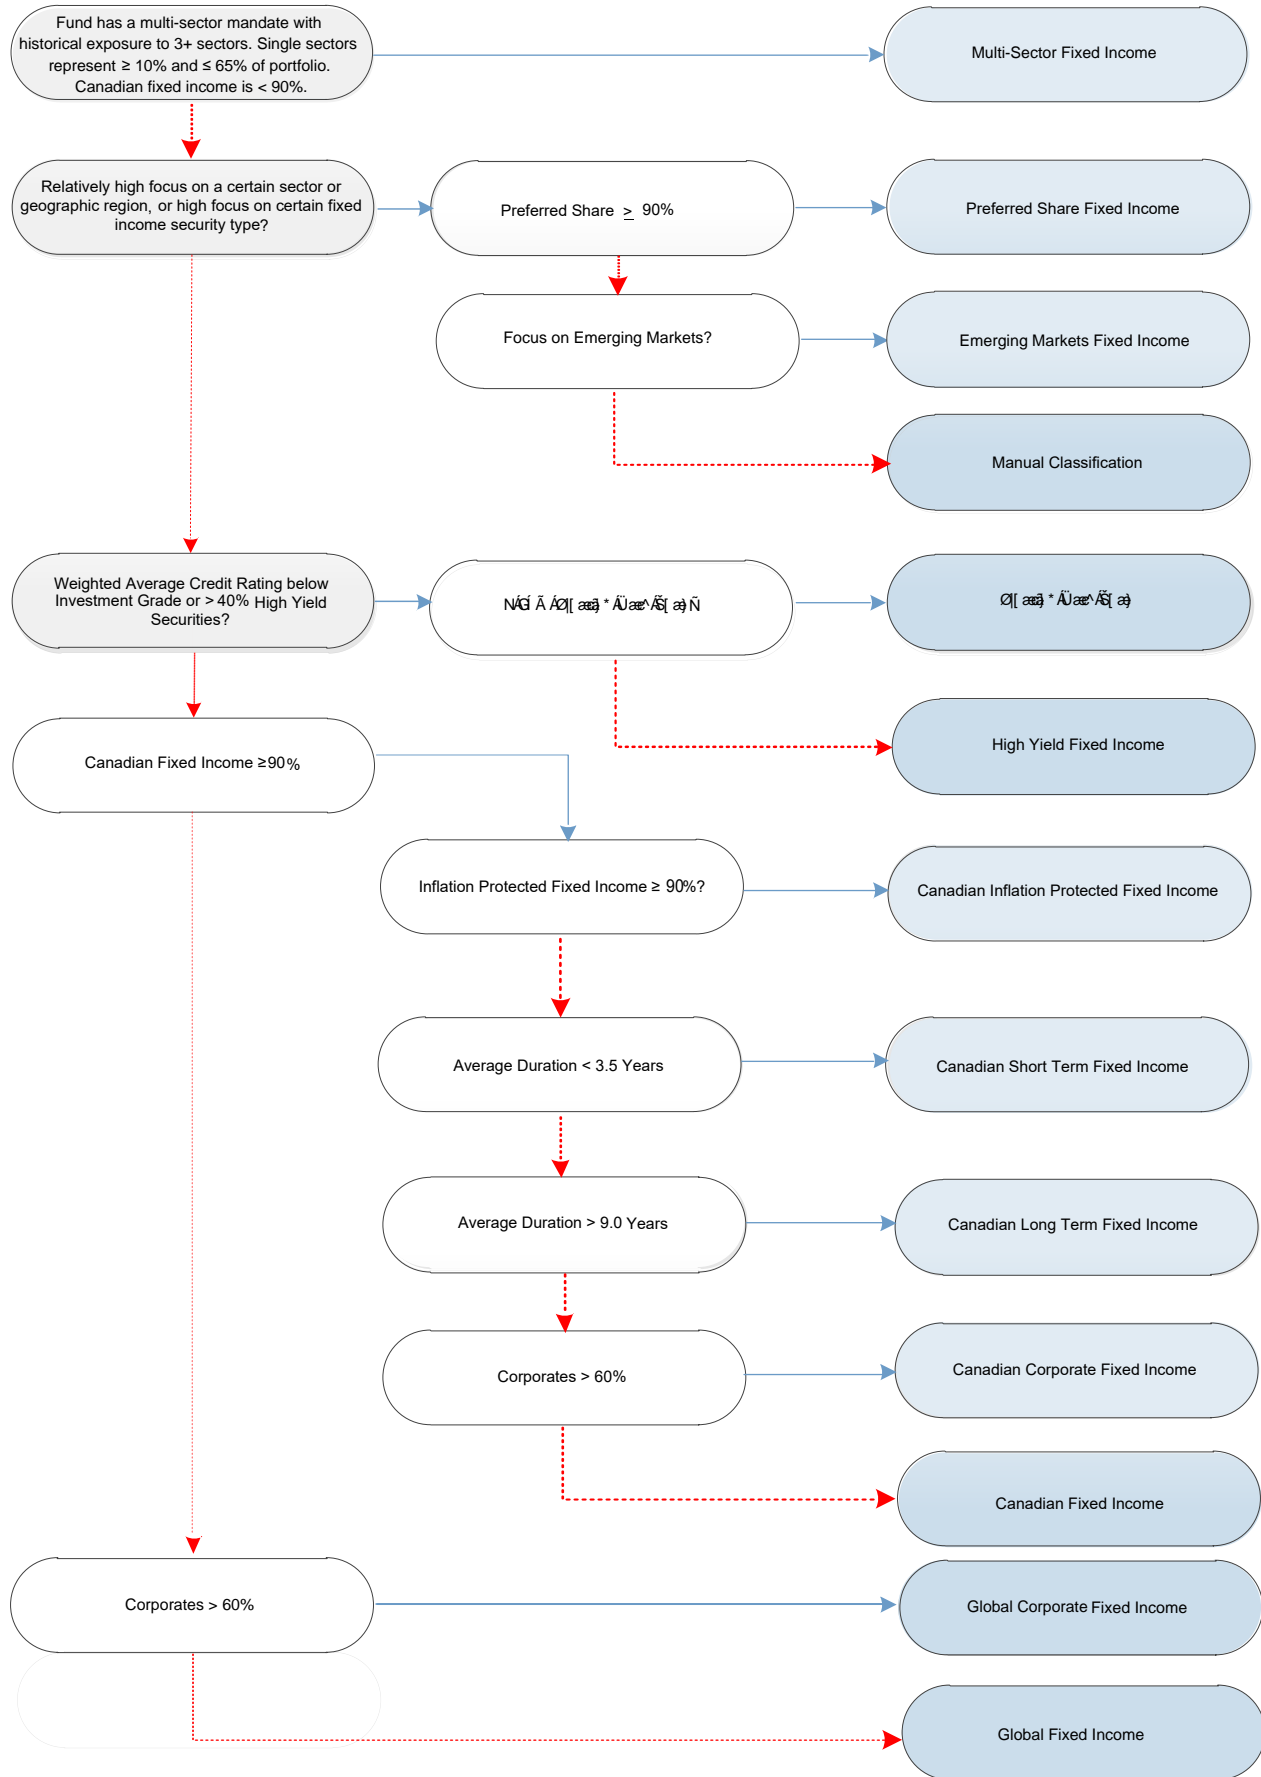 Fund has a multi-sector mandate with
historical exposure to 3+ sectors. Single sectors
represent ≥ 10% and ≤ 65% of portfolio.
Canadian fixed income is < 90%.
Multi-Sector Fixed Income
Relatively high focus on a certain sector or
geographic region, or high focus on certain fixed
income security type?
Preferred Share ≥ 90%
Preferred Share Fixed Income
Focus on Emerging Markets?
Emerging Markets Fixed Income
Manual Classification
Weighted Average Credit Rating below
Investment Grade or > 40% High Yield
Securities?
High Yield Fixed Income
Canadian Fixed Income ≥90%
Inflation Protected Fixed Income ≥ 90%?
Canadian Inflation Protected Fixed Income
Average Duration < 3.5 Years
Canadian Short Term Fixed Income
Average Duration > 9.0 Years
Canadian Long Term Fixed Income
Corporates > 60%
Canadian Corporate Fixed Income
Canadian Fixed Income
Corporates > 60%
Global Corporate Fixed Income
Global Fixed Income